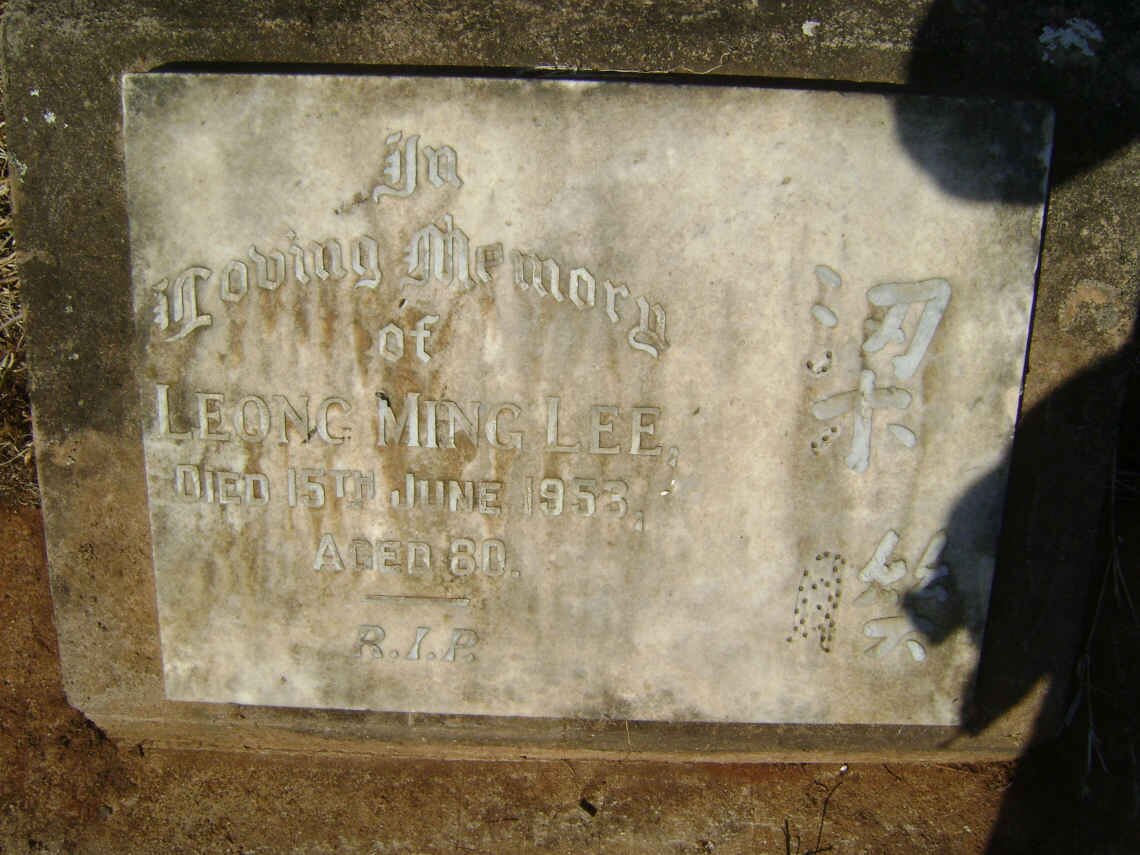 In
Loving Memory
of
LEONG MING LEE,
DIED 15TH JUNE 1953,
AGED 80.
R.I.P.
梁